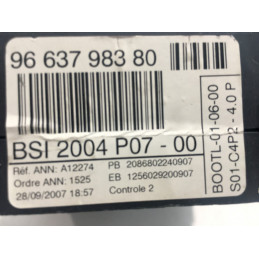 96 637 983 80
BSI 2004 P07 - 00
Réf. ANN: A12274 PB 2086802240907
Ordre ANN: 1525 EB 1256029200907
28/09/2007 18:57 Controle 2
BOOTL-01-06-00
S01-C4P2 - 4.0 P